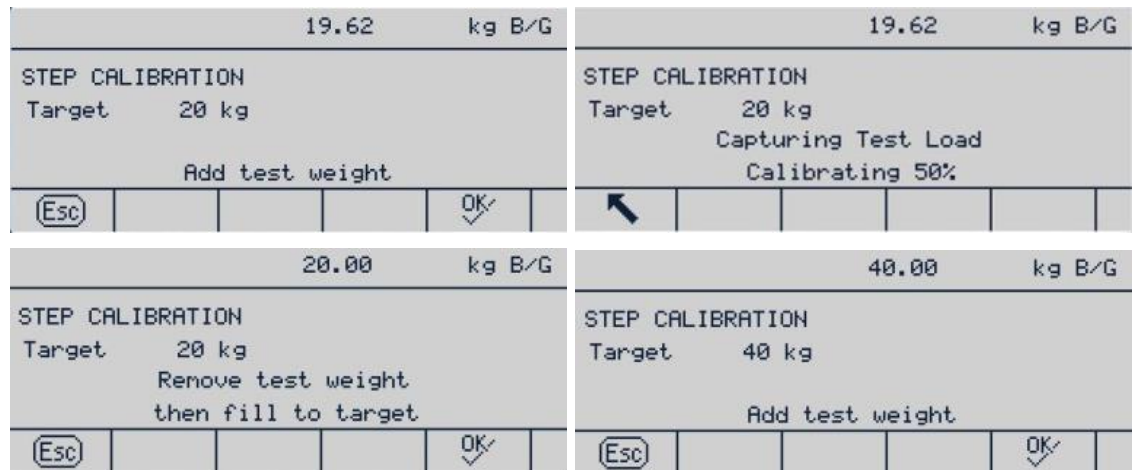 19.62 kg B/G
STEP CALIBRATION
Target 20 kg
Add test weight
Esc OK
19.62 kg B/G
STEP CALIBRATION
Target 20 kg
Capturing Test Load
Calibrating 50%
20.00 kg B/G
STEP CALIBRATION
Target 20 kg
Remove test weight
then fill to target
Esc OK
40.00 kg B/G
STEP CALIBRATION
Target 40 kg
Add test weight
Esc OK